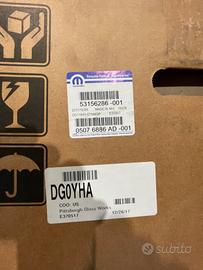 53156286 -001
0507 6886 AD -001
DG0YHA
COO: US
Pittsburgh Glass Works
E370517
12/26/17
subito